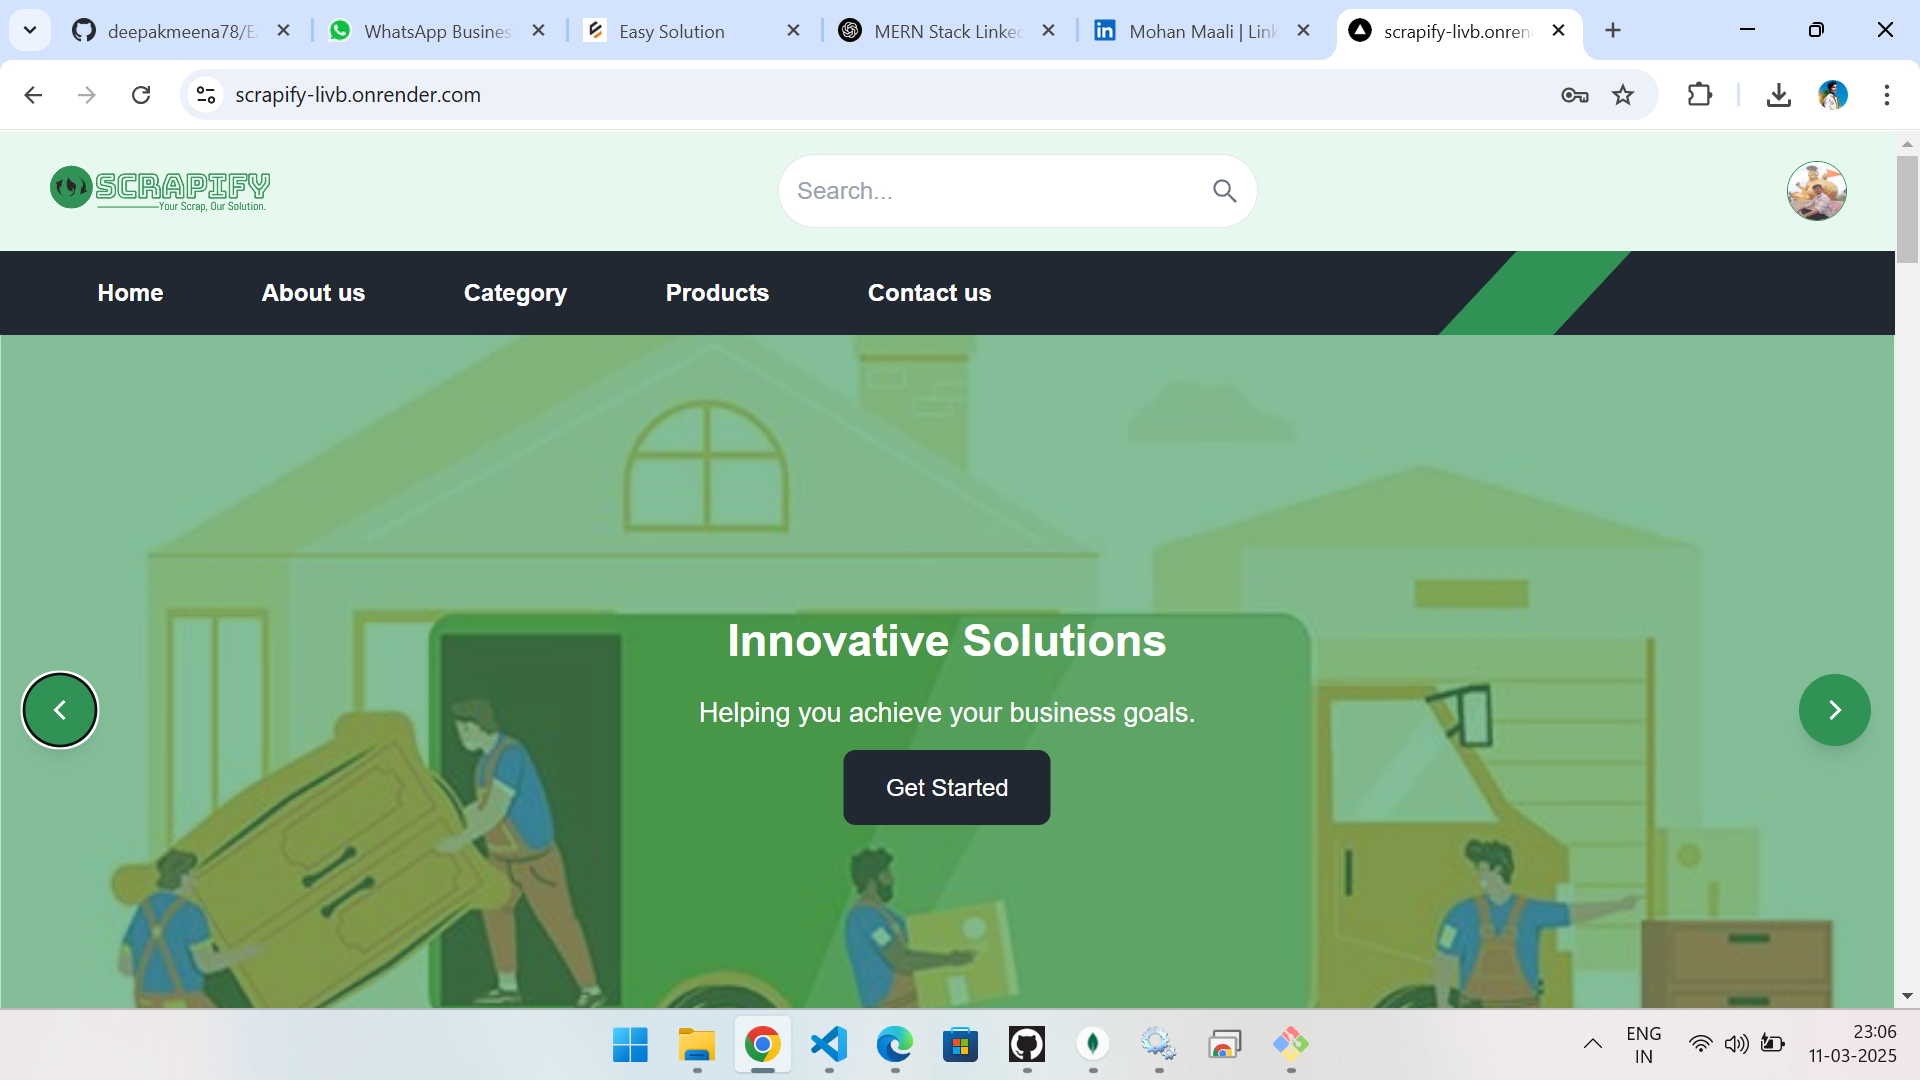 deepakmeena78/E
WhatsApp Busines
Easy Solution
MERN Stack Linked
Mohan Maali | Link
scrapify-livb.onren
scrapify-livb.onrender.com
SCRAPIFY
Your Scrap, Our Solution.
Search...
Home
About us
Category
Products
Contact us
Innovative Solutions
Helping you achieve your business goals.
Get Started
ENG
IN
23:06
11-03-2025